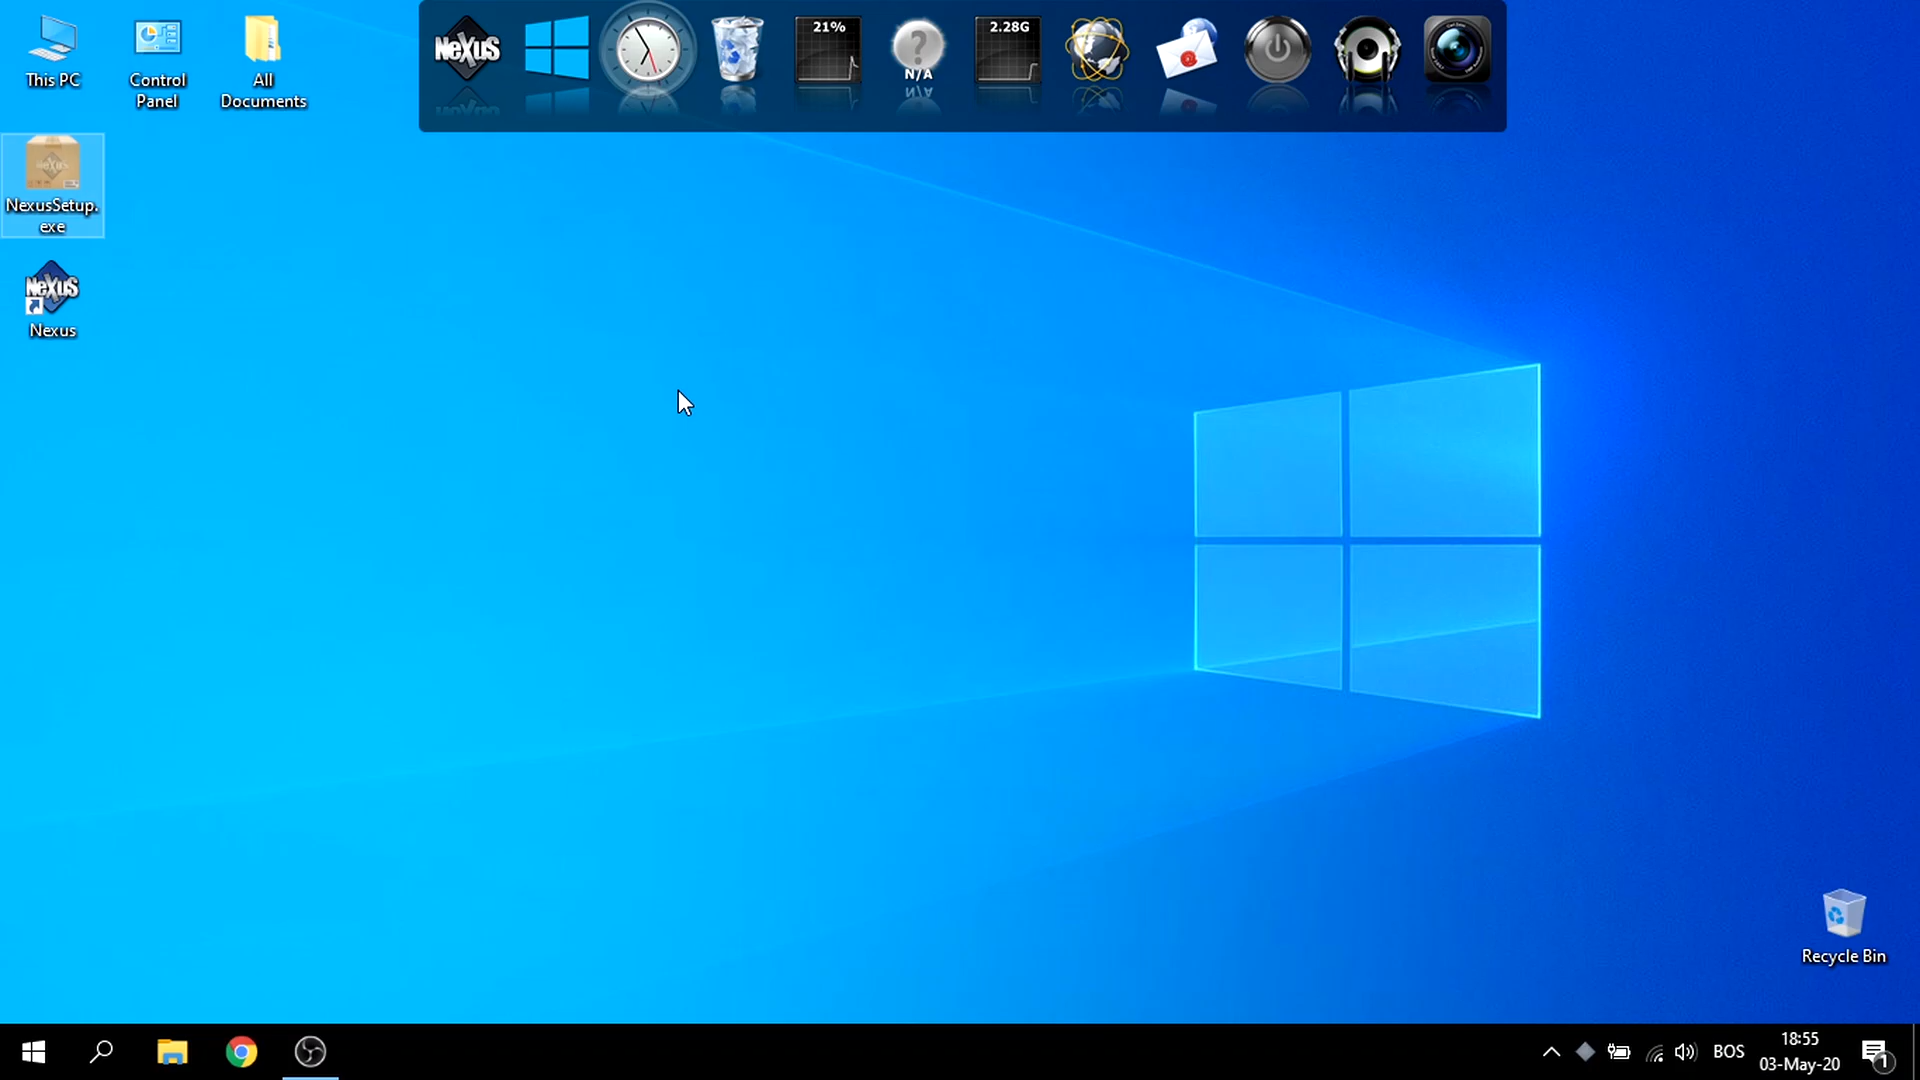 This PC
Control
Panel
All
Documents
NeXuS
21%
N/A
2.28G
NexusSetup.
exe
NeXuS
Nexus
Recycle Bin
BOS
18:55
03-May-20
1